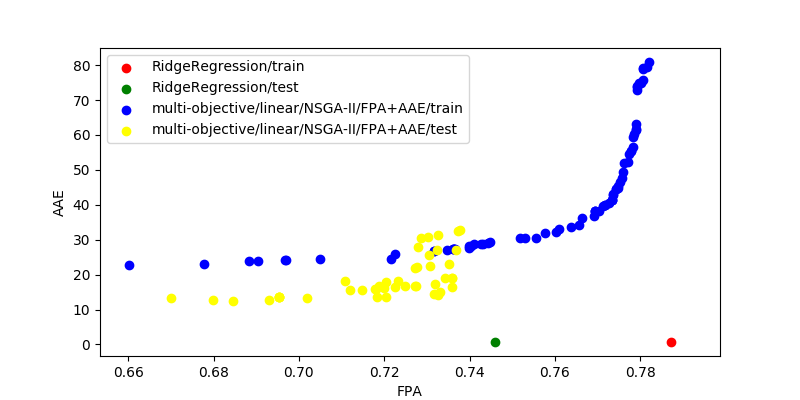 80
70
60
50
40
30
20
10
0
AAE
RidgeRegression/train
RidgeRegression/test
multi-objective/linear/NSGA-II/FPA+AAE/train
multi-objective/linear/NSGA-II/FPA+AAE/test
0.66 0.68 0.70 0.72 0.74 0.76 0.78
FPA